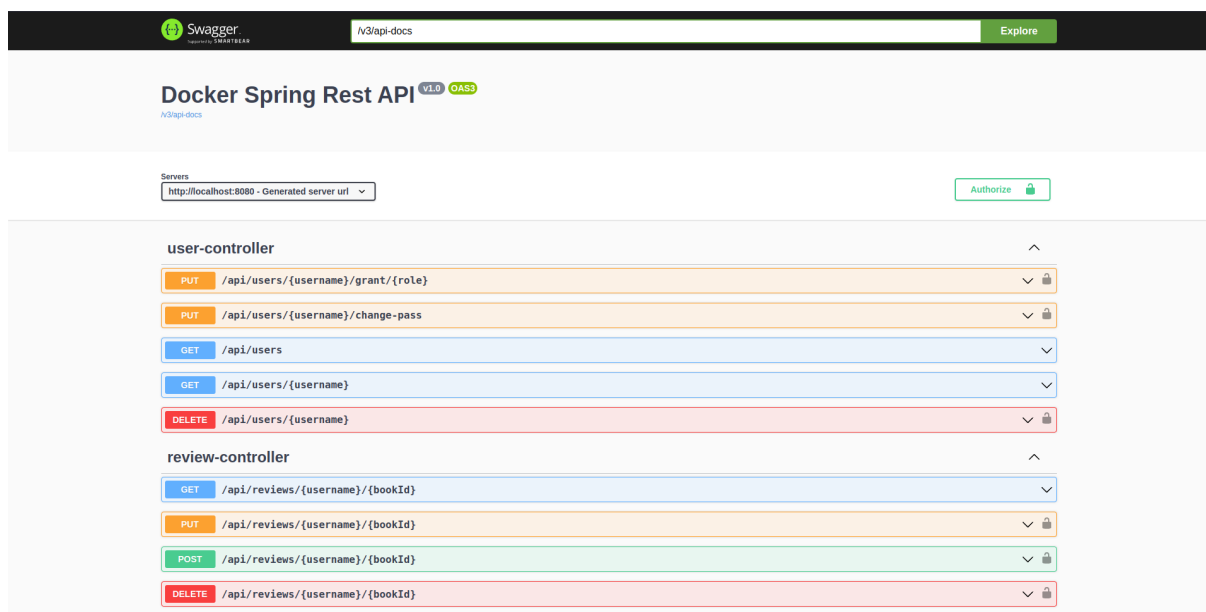 Swagger.
Supported by SMARTBEAR
/v3/api-docs
Explore
Docker Spring Rest API v1.0 OAS3
/v3/api-docs
Servers
http://localhost:8080 - Generated server url
Authorize
user-controller
PUT /api/users/{username}/grant/{role}
PUT /api/users/{username}/change-pass
GET /api/users
GET /api/users/{username}
DELETE /api/users/{username}
review-controller
GET /api/reviews/{username}/{bookId}
PUT /api/reviews/{username}/{bookId}
POST /api/reviews/{username}/{bookId}
DELETE /api/reviews/{username}/{bookId}